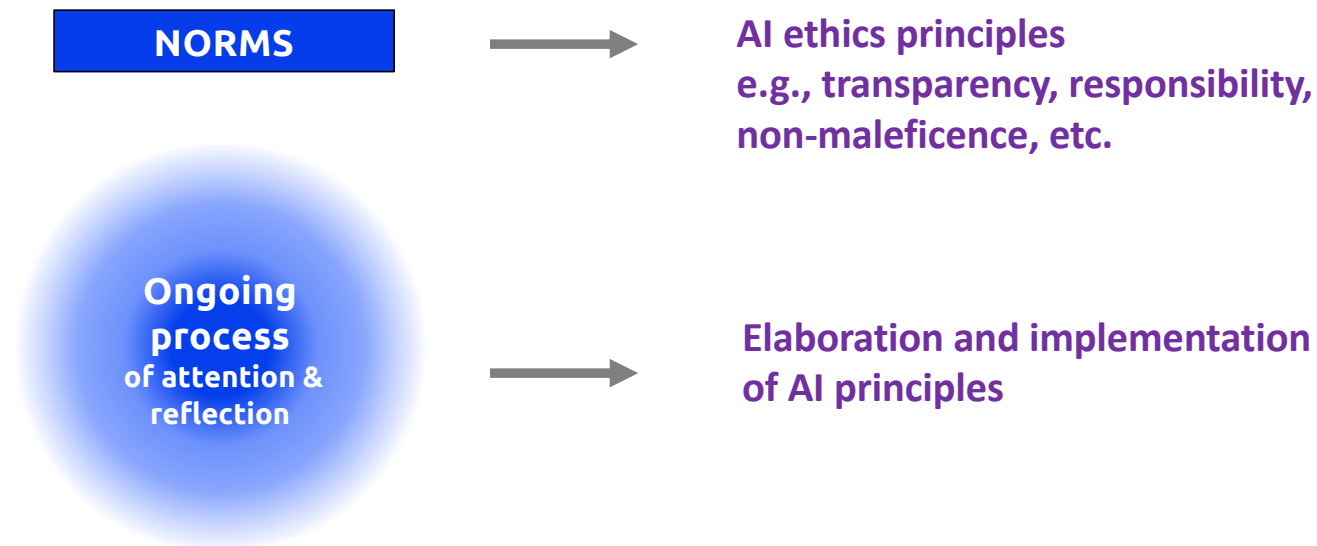 NORMS
AI ethics principles
e.g., transparency, responsibility,
non-maleficence, etc.
Ongoing
process
of attention &
reflection
Elaboration and implementation
of AI principles